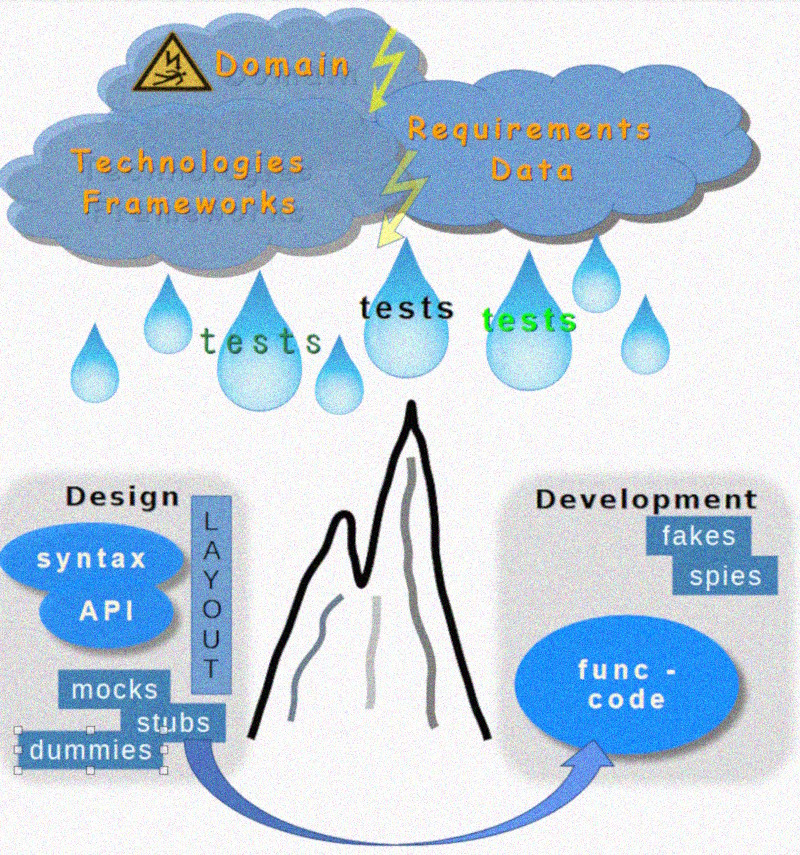 Domain
Requirements
Data
Technologies
Frameworks
tests
tests
tests
Design
syntax
API
LAYOUT
mocks
stubs
dummies
Development
fakes
spies
func -
code